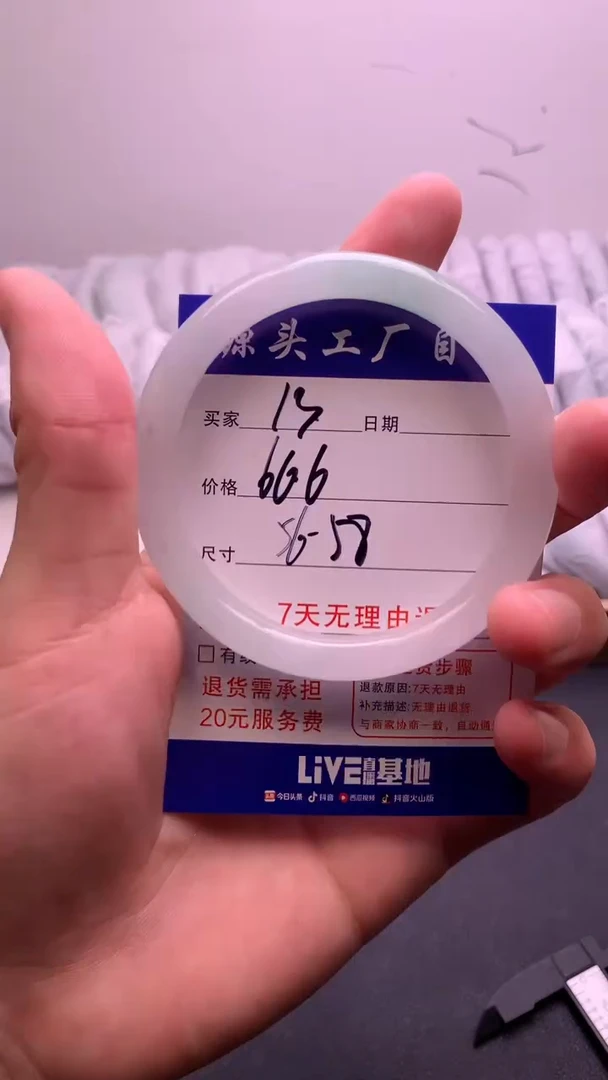 源头工厂自
买家 13 日期
价格 666
尺寸 56-58
7天无理由退
□有纹
退货需承担
20元服务费
货步骤
退款原因:7天无理由
补充描述:无理由退货
与商家协商一致,自动通
LiVE直播基地
今日头条 抖音 西瓜视频 抖音火山版